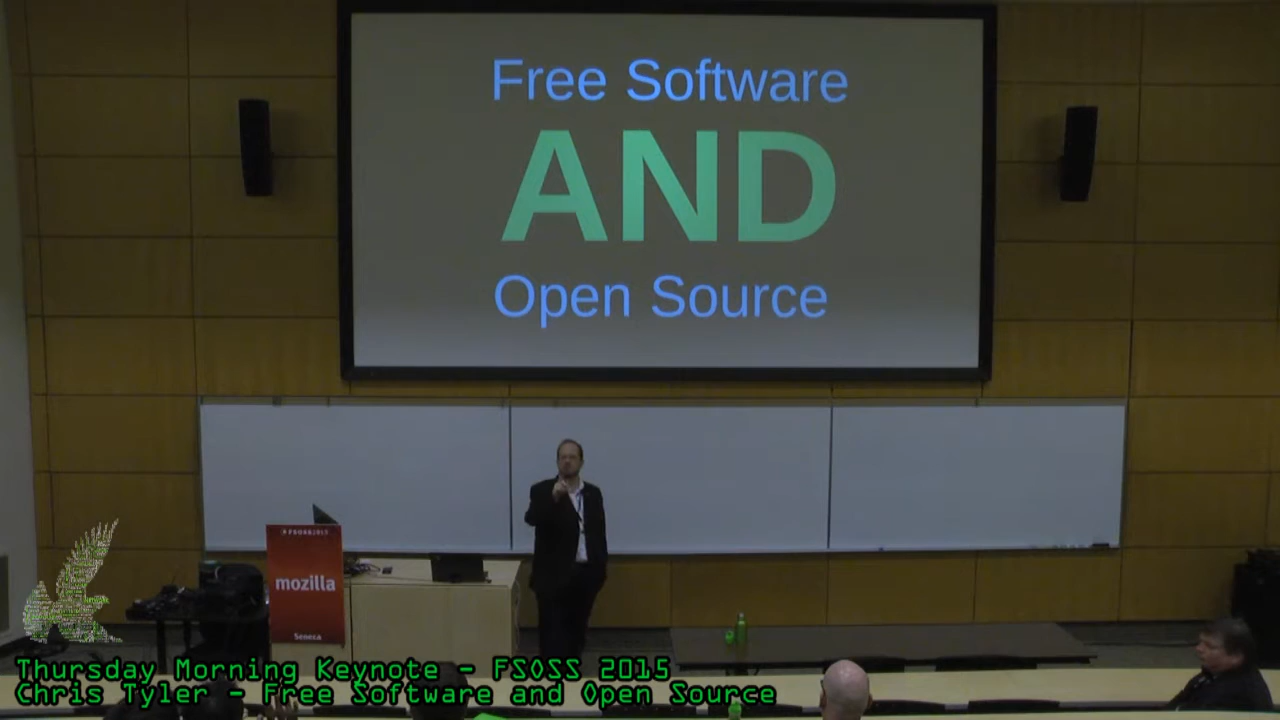 Free Software
AND
Open Source
FSOSS2015
mozilla
Seneca
Thursday Morning Keynote - FSOSS 2015
Chris Tyler - Free Software and Open Source